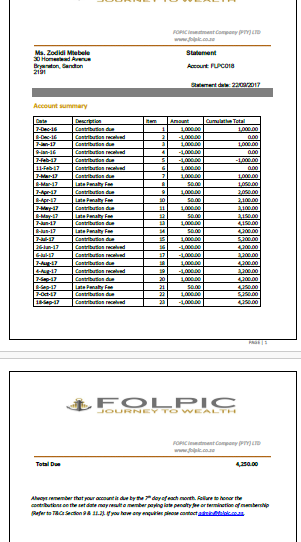 JOURNEY TO WEALTH
FOPIC Investment Company (PTY) LTD
www.folpic.co.za
Ms. Zodidi Mtebele
Statement
30 Homestead Avenue
Bryanston, Sandton
Account: FLPC018
2191
Statement date: 22/09/2017
Account summary
Date Description Item Amount Cumulative Total
7-Dec-16 Contribution due 1 1,000.00 1,000.00
8-Dec-16 Contribution received 2 -1,000.00 0.00
7-Jan-17 Contribution due 3 1,000.00 1,000.00
9-Jan-16 Contribution received 4 -1,000.00 0.00
7-Feb-17 Contribution due 5 -1,000.00 -1,000.00
11-Feb-17 Contribution received 6 1,000.00 0.00
7-Mar-17 Contribution due 7 1,000.00 1,000.00
8-Mar-17 Late Penalty Fee 8 50.00 1,050.00
7-Apr-17 Contribution due 9 1,000.00 2,050.00
8-Apr-17 Late Penalty Fee 10 50.00 2,100.00
7-May-17 Contribution due 11 1,000.00 3,100.00
8-May-17 Late Penalty Fee 12 50.00 3,150.00
7-Jun-17 Contribution due 13 1,000.00 4,150.00
8-Jun-17 Late Penalty Fee 14 50.00 4,200.00
7-Jul-17 Contribution due 15 1,000.00 5,200.00
26-Jun-17 Contribution received 16 -1,000.00 4,200.00
6-Jul-17 Contribution received 17 -1,000.00 3,200.00
7-Aug-17 Contribution due 18 1,000.00 4,200.00
4-Aug-17 Contribution received 19 -1,000.00 3,200.00
7-Sep-17 Contribution due 20 1,000.00 4,200.00
8-Sep-17 Late Penalty Fee 21 50.00 4,250.00
7-Oct-17 Contribution due 22 1,000.00 5,250.00
18-Sep-17 Contribution received 23 -1,000.00 4,250.00
PAGE | 1
FOLPIC
JOURNEY TO WEALTH
FOPIC Investment Company (PTY) LTD
www.folpic.co.za
Total Due 4,250.00
Always remember that your account is due by the 7th day of each month. Failure to honor the
contributions on the set date may result a member paying late penalty fee or termination of membership
(Refer to T&Cs Section 9 & 11.2). If you have any enquiries please contact admin@folpic.co.za.